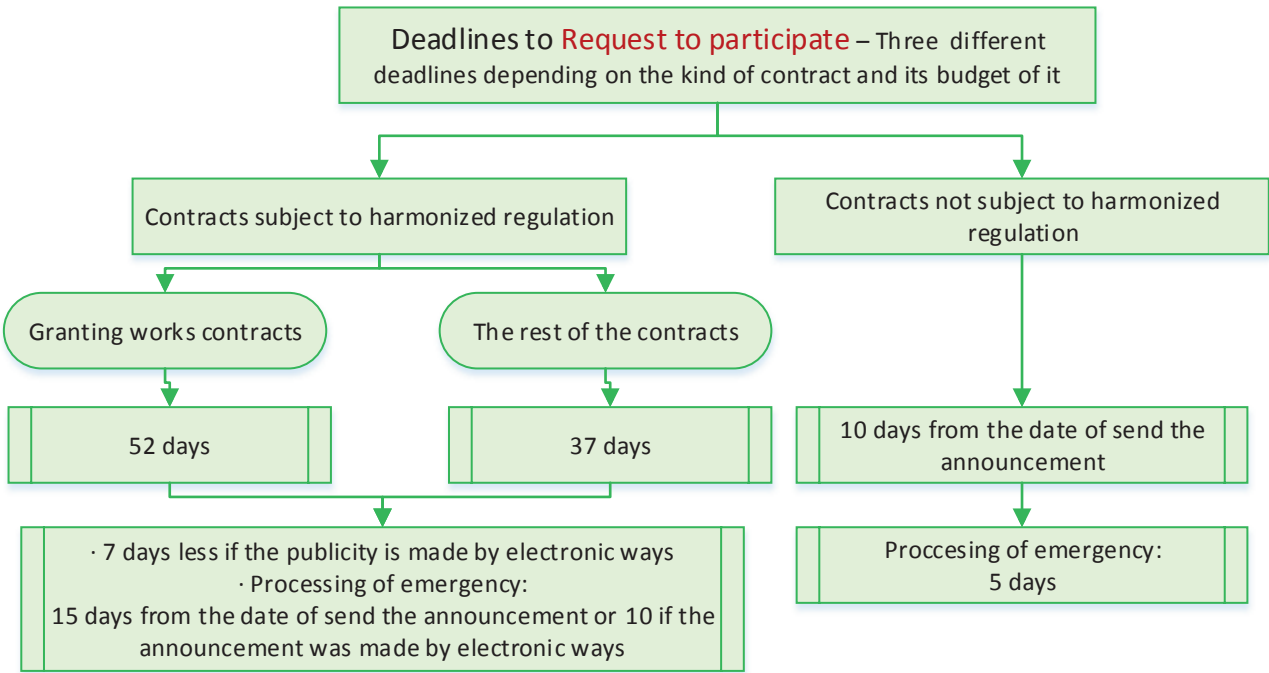 Deadlines to Request to participate – Three different
deadlines depending on the kind of contract and its budget of it
Contracts subject to harmonized regulation
Contracts not subject to harmonized
regulation
Granting works contracts
The rest of the contracts
52 days
37 days
10 days from the date of send the
announcement
· 7 days less if the publicity is made by electronic ways
· Processing of emergency:
15 days from the date of send the announcement or 10 if the
announcement was made by electronic ways
Proccesing of emergency:
5 days